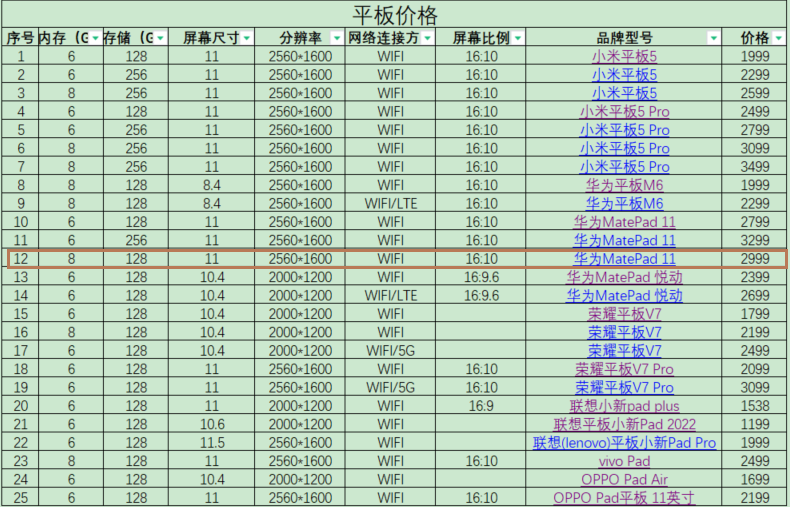 平板价格
序号 内存（G 存储（G 屏幕尺寸 分辨率 网络连接方 屏幕比例 品牌型号 价格
1 6 128 11 2560*1600 WIFI 16:10 小米平板5 1999
2 6 256 11 2560*1600 WIFI 16:10 小米平板5 2299
3 8 256 11 2560*1600 WIFI 16:10 小米平板5 2599
4 6 128 11 2560*1600 WIFI 16:10 小米平板5 Pro 2499
5 6 256 11 2560*1600 WIFI 16:10 小米平板5 Pro 2799
6 8 256 11 2560*1600 WIFI 16:10 小米平板5 Pro 3099
7 8 256 11 2560*1600 WIFI 16:10 小米平板5 Pro 3499
8 8 128 8.4 2560*1600 WIFI 16:10 华为平板M6 1999
9 8 128 8.4 2560*1600 WIFI/LTE 16:10 华为平板M6 2299
10 6 128 11 2560*1600 WIFI 16:10 华为MatePad 11 2799
11 6 256 11 2560*1600 WIFI 16:10 华为MatePad 11 3299
12 8 128 11 2560*1600 WIFI 16:10 华为MatePad 11 2999
13 6 128 10.4 2000*1200 WIFI 16:9.6 华为MatePad 悦动 2399
14 6 128 10.4 2000*1200 WIFI/LTE 16:9.6 华为MatePad 悦动 2699
15 6 128 10.4 2000*1200 WIFI 荣耀平板V7 1799
16 8 128 10.4 2000*1200 WIFI 荣耀平板V7 2199
17 6 128 10.4 2000*1200 WIFI/5G 荣耀平板V7 2499
18 6 128 11 2560*1600 WIFI 16:10 荣耀平板V7 Pro 2099
19 6 128 11 2560*1600 WIFI/5G 16:10 荣耀平板V7 Pro 3099
20 6 128 11 2000*1200 WIFI 16:9 联想小新pad plus 1538
21 6 128 10.6 2000*1200 WIFI 联想平板小新Pad 2022 1199
22 6 128 11.5 2560*1600 WIFI 联想(lenovo)平板小新Pad Pro 1999
23 8 128 11 2560*1600 WIFI 16:10 vivo Pad 2499
24 6 128 10.4 2000*1200 WIFI OPPO Pad Air 1699
25 6 128 11 2560*1600 WIFI 16:10 OPPO Pad平板 11英寸 2199